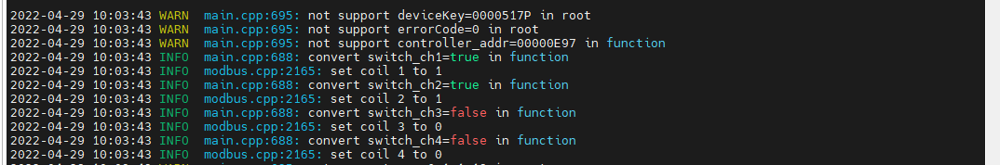 2022-04-29 10:03:43 WARN  main.cpp:695: not support deviceKey=0000517P in root
2022-04-29 10:03:43 WARN  main.cpp:695: not support errorCode=0 in root
2022-04-29 10:03:43 WARN  main.cpp:695: not support controller_addr=00000E97 in function
2022-04-29 10:03:43 INFO  main.cpp:688: convert switch_ch1=true in function
2022-04-29 10:03:43 INFO  modbus.cpp:2165: set coil 1 to 1
2022-04-29 10:03:43 INFO  main.cpp:688: convert switch_ch2=true in function
2022-04-29 10:03:43 INFO  modbus.cpp:2165: set coil 2 to 1
2022-04-29 10:03:43 INFO  main.cpp:688: convert switch_ch3=false in function
2022-04-29 10:03:43 INFO  modbus.cpp:2165: set coil 3 to 0
2022-04-29 10:03:43 INFO  main.cpp:688: convert switch_ch4=false in function
2022-04-29 10:03:43 INFO  modbus.cpp:2165: set coil 4 to 0